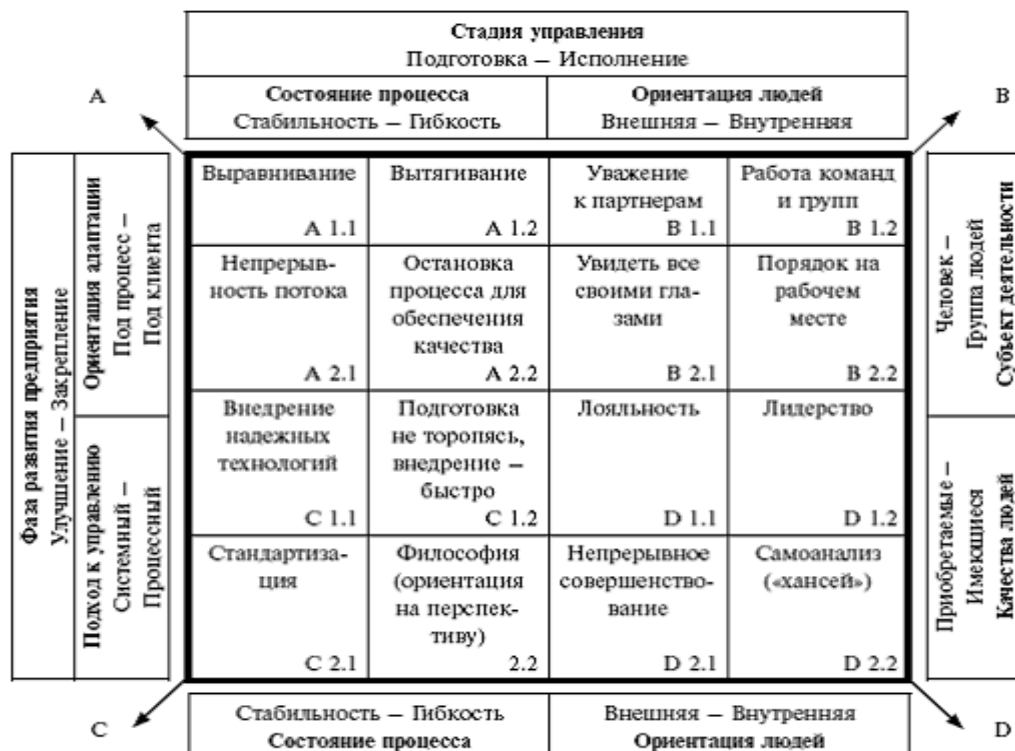 Стадия управления
Подготовка – Исполнение
A
Состояние процесса
Стабильность – Гибкость
Ориентация людей
Внешняя – Внутренняя
B
Фаза развития предприятия
Улучшение – Закрепление
Ориентация адаптации
Под процесс –
Под клиента
Подход к управлению
Системный –
Процессный
Выравнивание
A 1.1
Вытягивание
A 1.2
Уважение
к партнерам
B 1.1
Работа команд
и групп
B 1.2
Непрерыв-
ность потока
A 2.1
Остановка
процесса для
обеспечения
качества
A 2.2
Увидеть все
своими гла-
зами
B 2.1
Порядок на
рабочем
месте
B 2.2
Внедрение
надежных
технологий
C 1.1
Подготовка
не торопясь,
внедрение –
быстро
C 1.2
Лояльность
D 1.1
Лидерство
D 1.2
Стандартиза-
ция
C 2.1
Философия
(ориентация
на перспек-
тиву)
2.2
Непрерывное
совершенство-
вание
D 2.1
Самоанализ
(«хансей»)
D 2.2
Человек –
Группа людей
Субъект деятельности
Приобретаемые –
Имеющиеся
Качества людей
C
Стабильность – Гибкость
Состояние процесса
Внешняя – Внутренняя
Ориентация людей
D